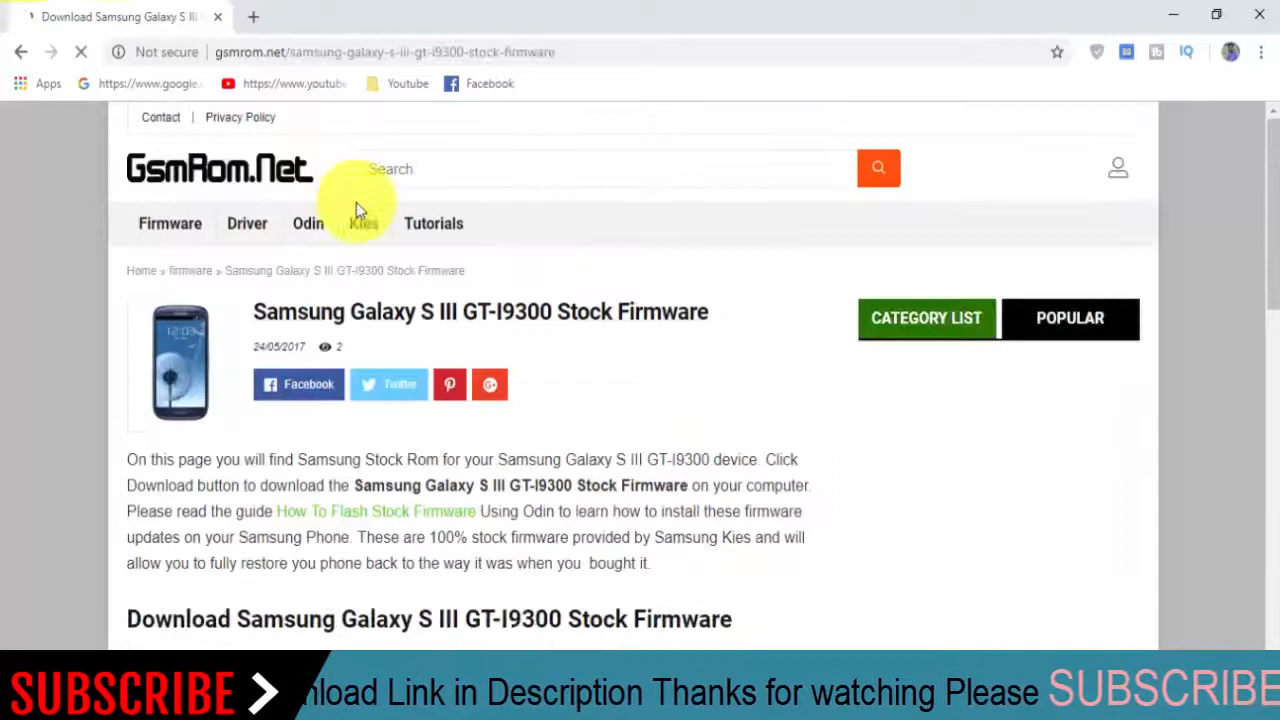 Download Samsung Galaxy S III
Not secure | gsmrom.net/samsung-galaxy-s-iii-gt-i9300-stock-firmware
Apps https://www.google. https://www.youtube Youtube Facebook
Contact | Privacy Policy
GsmRom.Net Search
Firmware Driver Odin Kies Tutorials
Home » firmware » Samsung Galaxy S III GT-I9300 Stock Firmware
Samsung Galaxy S III GT-I9300 Stock Firmware
CATEGORY LIST POPULAR
24/05/2017 2
Facebook Twitter
12:03
On this page you will find Samsung Stock Rom for your Samsung Galaxy S III GT-I9300 device. Click
Download button to download the Samsung Galaxy S III GT-I9300 Stock Firmware on your computer.
Please read the guide How To Flash Stock Firmware Using Odin to learn how to install these firmware
updates on your Samsung Phone. These are 100% stock firmware provided by Samsung Kies and will
allow you to fully restore you phone back to the way it was when you bought it.
Download Samsung Galaxy S III GT-I9300 Stock Firmware
SUBSCRIBE nload Link in Description Thanks for watching Please SUBSCRIBE